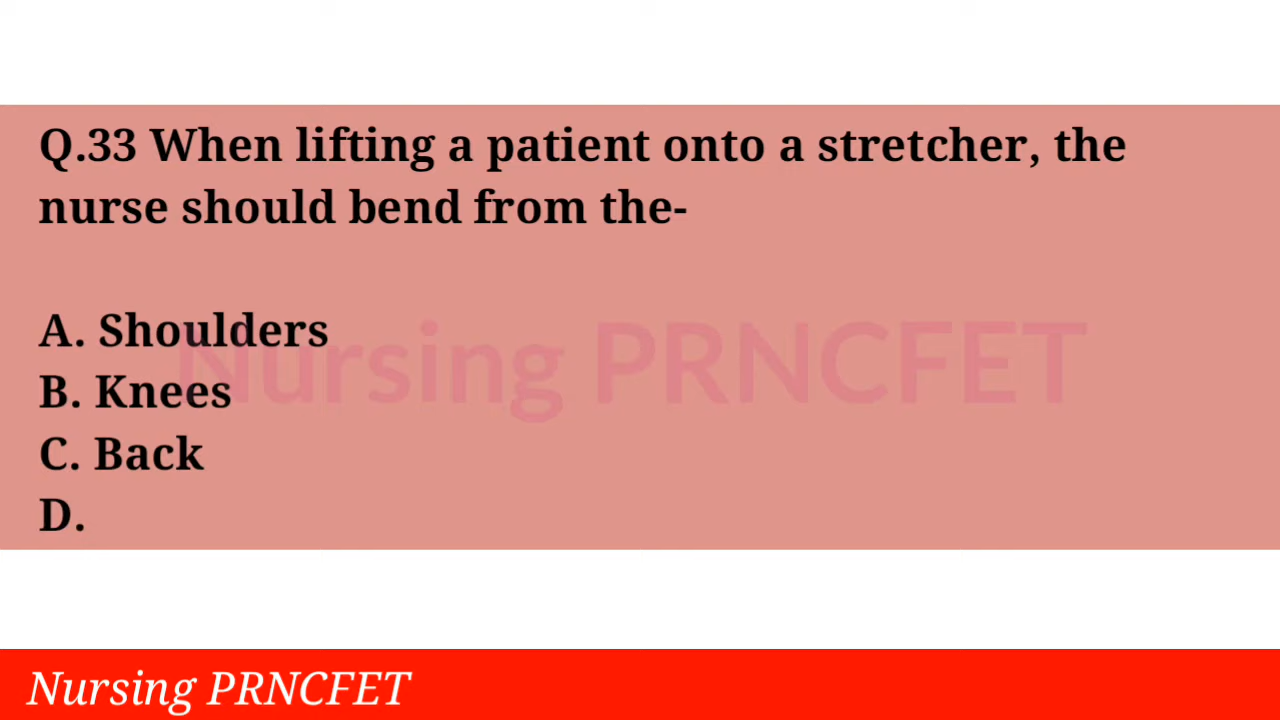 Q.33 When lifting a patient onto a stretcher, the
nurse should bend from the-
A. Shoulders
B. Knees
C. Back
D.
Nursing PRNCFET
Nursing PRNCFET